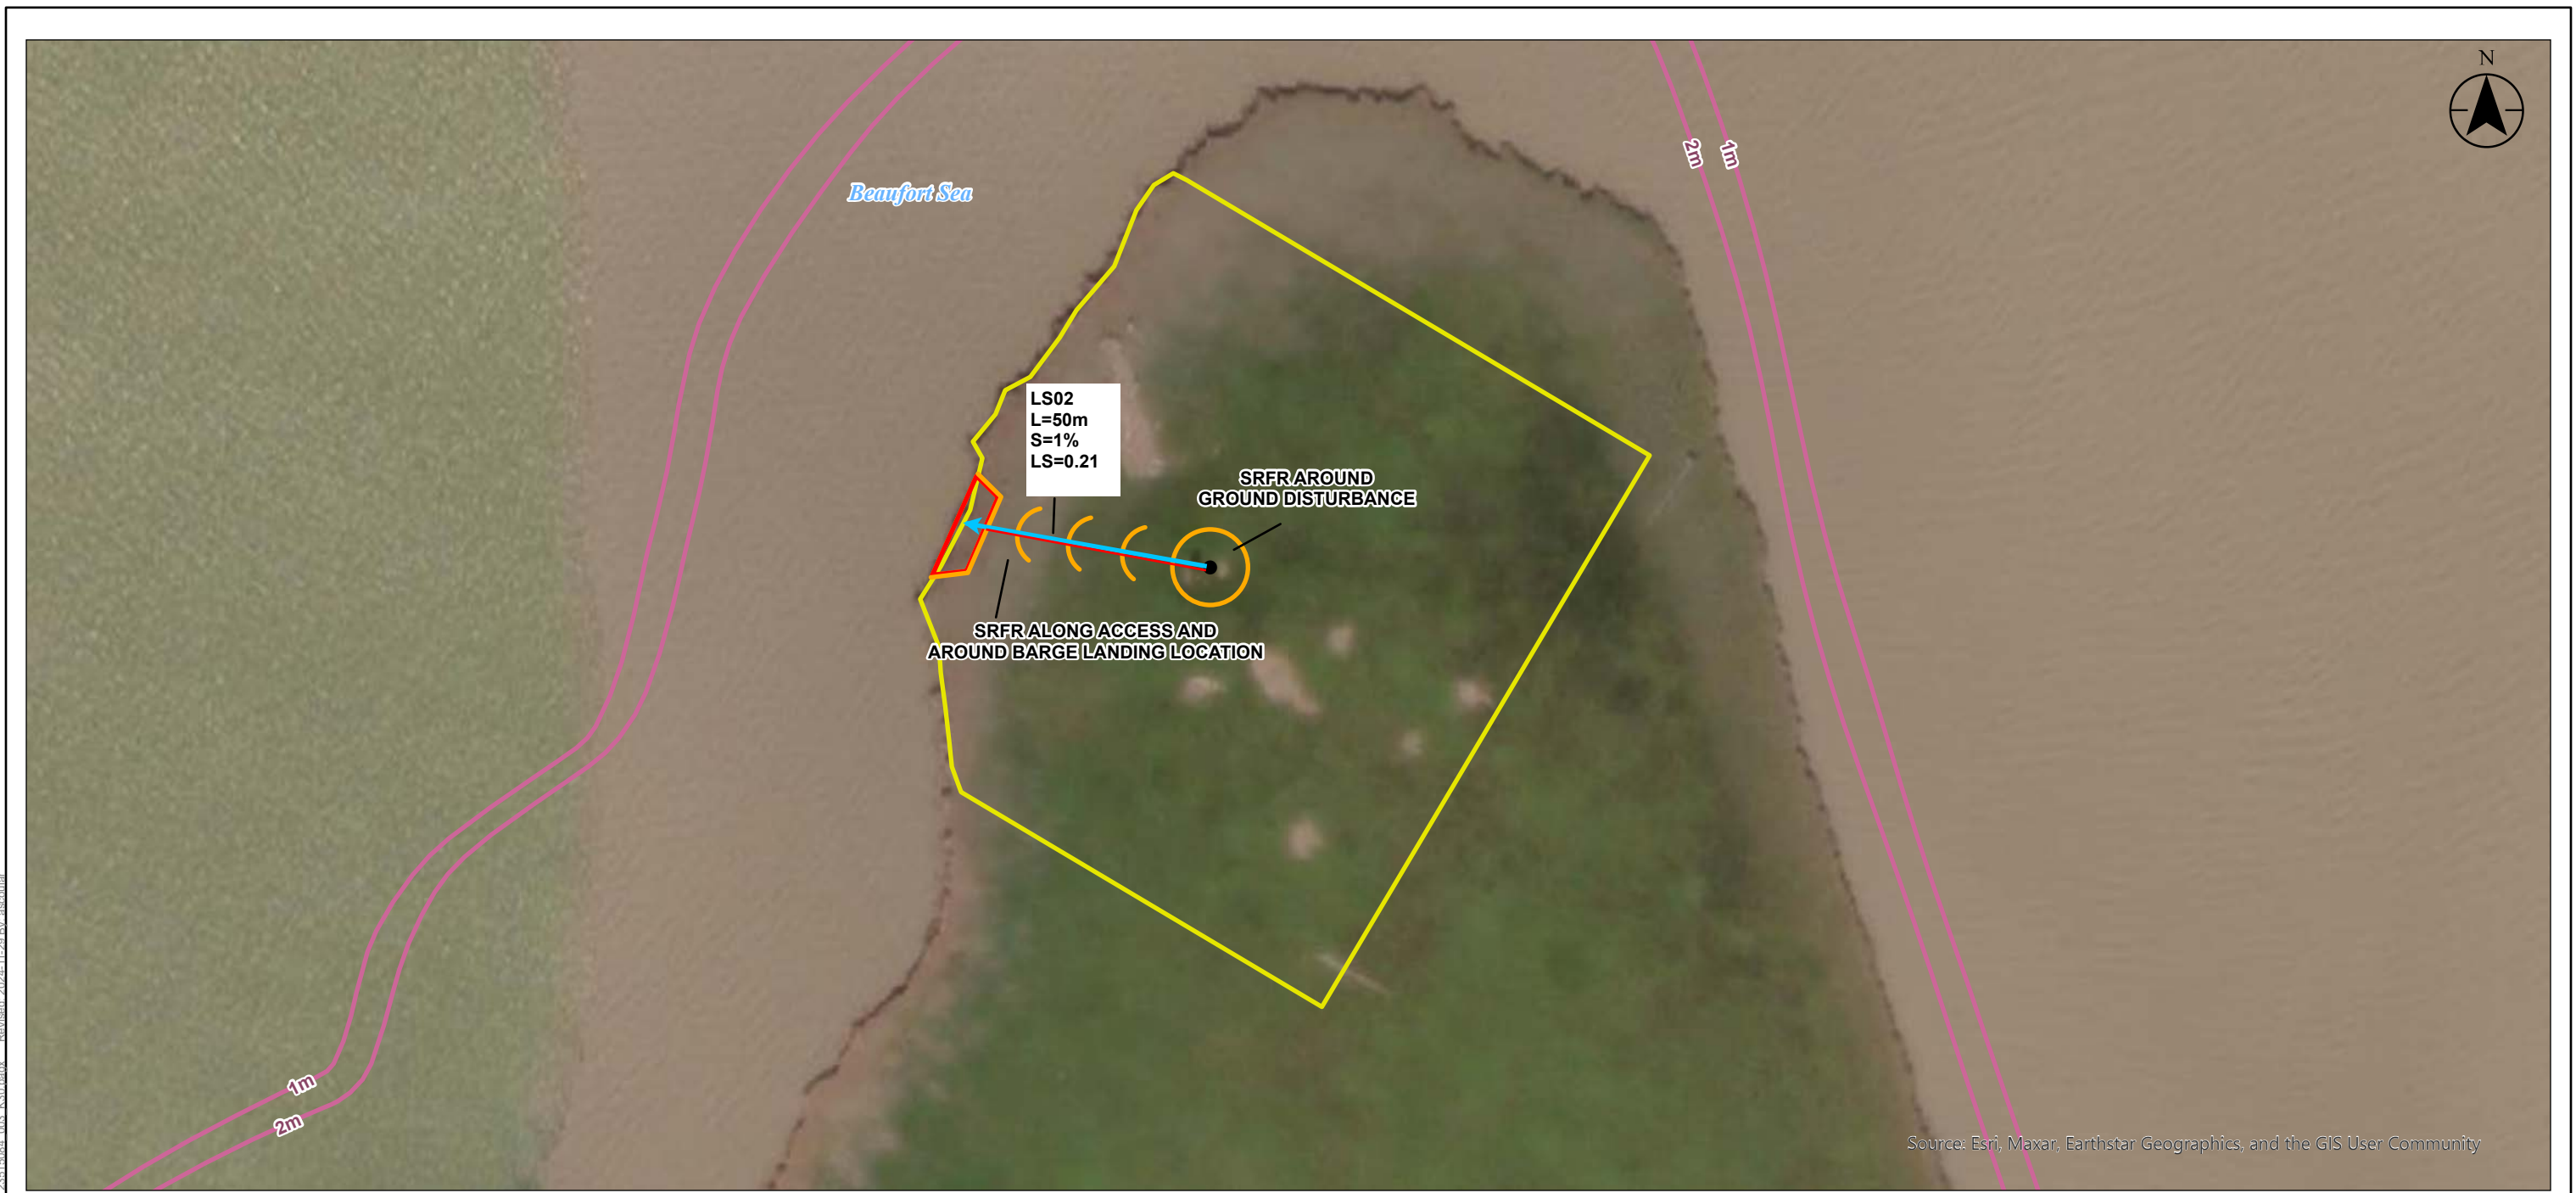 N
2m
1m
Beaufort Sea
LS02
L=50m
S=1%
LS=0.21
SRFR AROUND
GROUND DISTURBANCE
SRFR ALONG ACCESS AND
AROUND BARGE LANDING LOCATION
1m
2m
Source: Esri, Maxar, Earthstar Geographics, and the GIS User Community